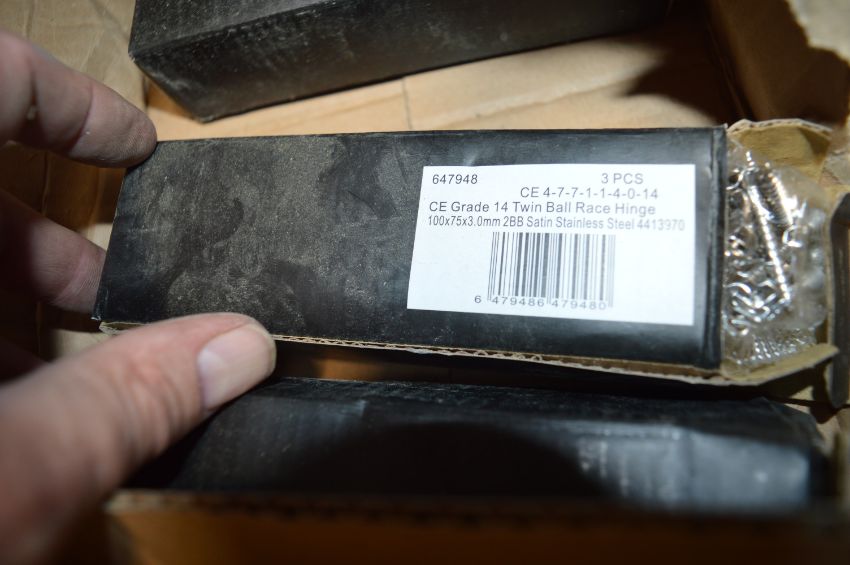 647948 3 PCS
CE 4-7-7-1-1-4-0-14
CE Grade 14 Twin Ball Race Hinge
100x75x3.0mm 2BB Satin Stainless Steel 4413970
6 479486 479480